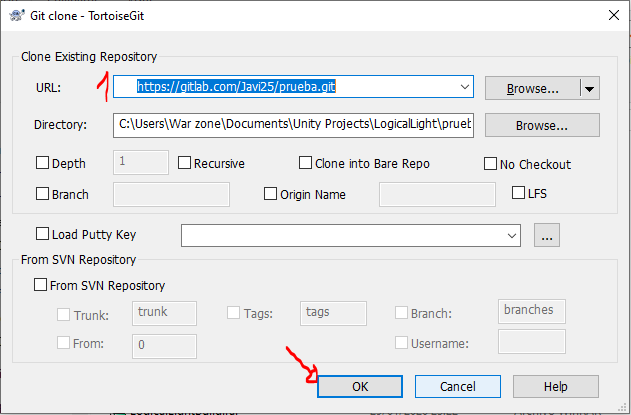 Git clone - TortoiseGit
Clone Existing Repository
1
URL: https://gitlab.com/Javi25/prueba.git Browse...
Directory: C:\Users\War zone\Documents\Unity Projects\LogicalLight\prueb Browse...
Depth 1 Recursive Clone into Bare Repo No Checkout
Branch Origin Name LFS
Load Putty Key ...
From SVN Repository
From SVN Repository
Trunk: trunk Tags: tags Branch: branches
From: 0 Username:
OK Cancel Help